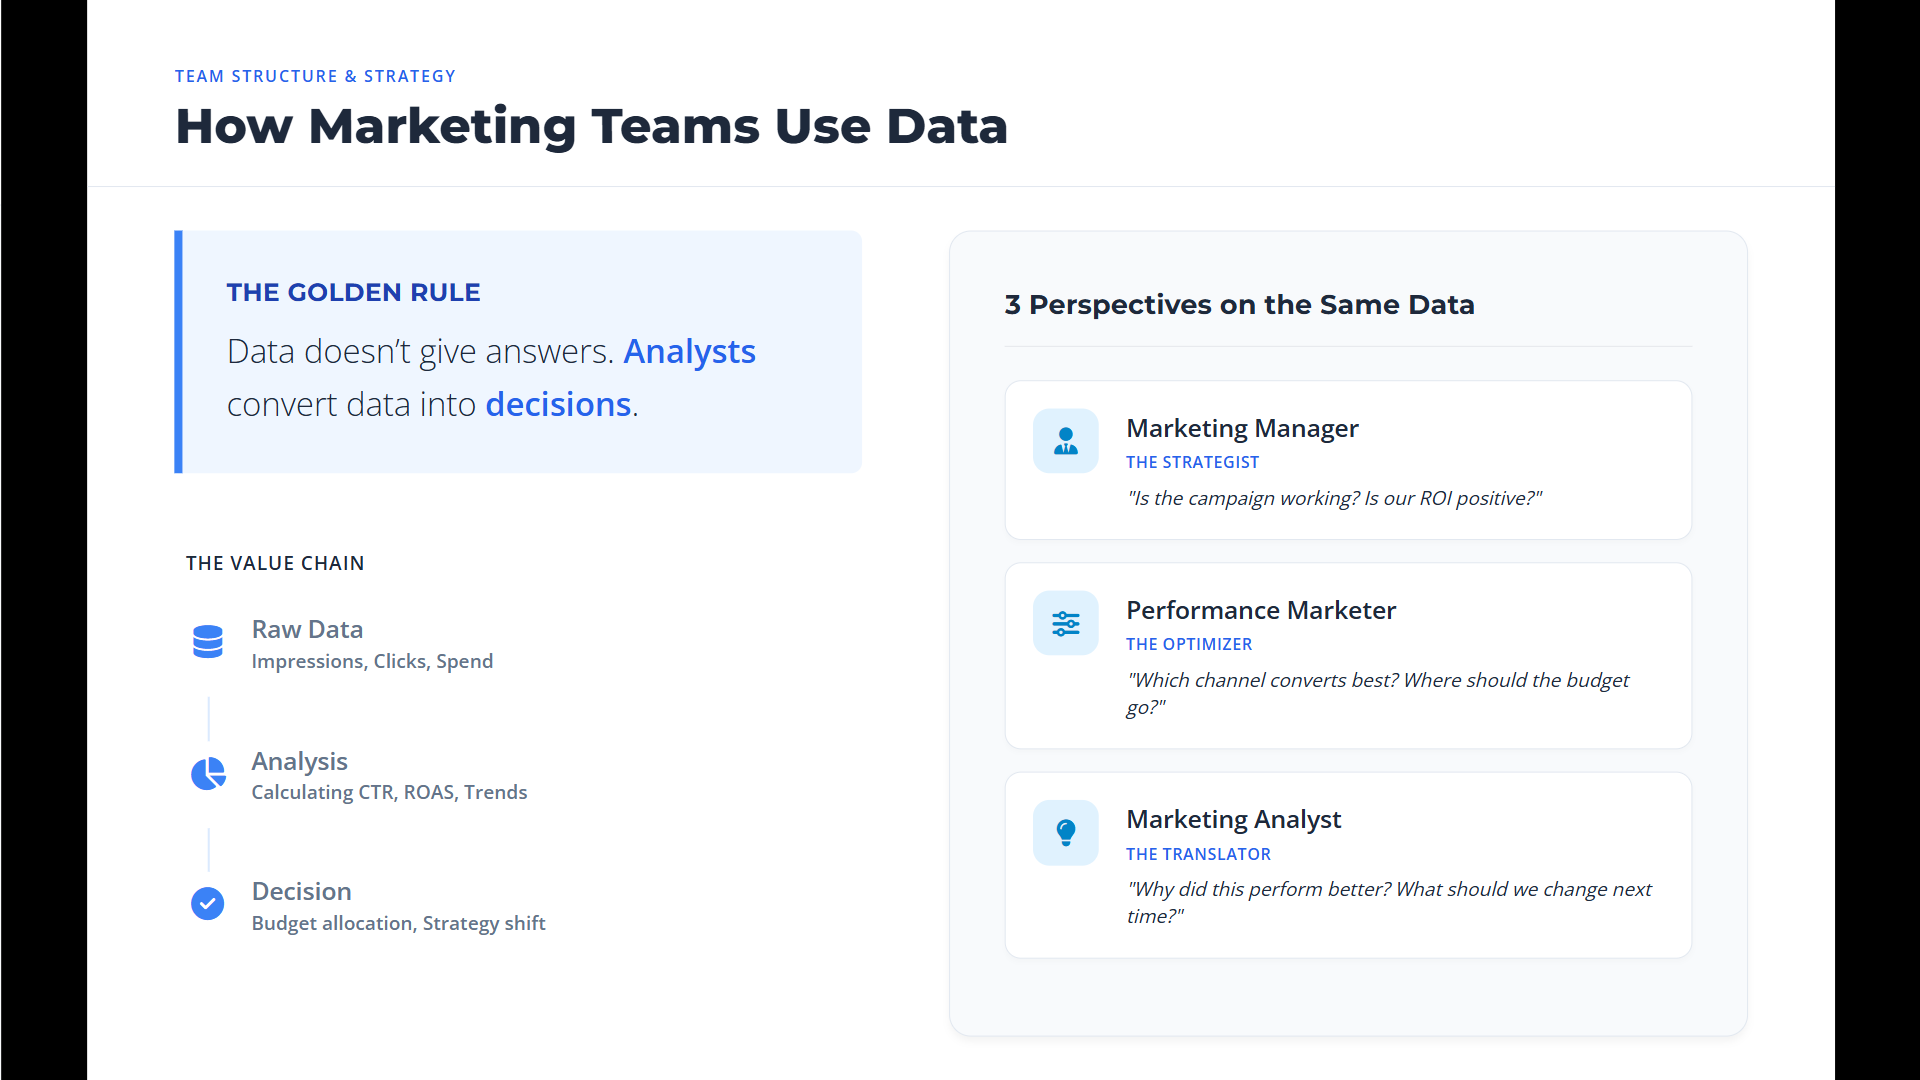 TEAM STRUCTURE & STRATEGY
How Marketing Teams Use Data
THE GOLDEN RULE
Data doesn’t give answers. Analysts
convert data into decisions.
THE VALUE CHAIN
Raw Data
Impressions, Clicks, Spend
Analysis
Calculating CTR, ROAS, Trends
Decision
Budget allocation, Strategy shift
3 Perspectives on the Same Data
Marketing Manager
THE STRATEGIST
"Is the campaign working? Is our ROI positive?"
Performance Marketer
THE OPTIMIZER
"Which channel converts best? Where should the budget
go?"
Marketing Analyst
THE TRANSLATOR
"Why did this perform better? What should we change next
time?"